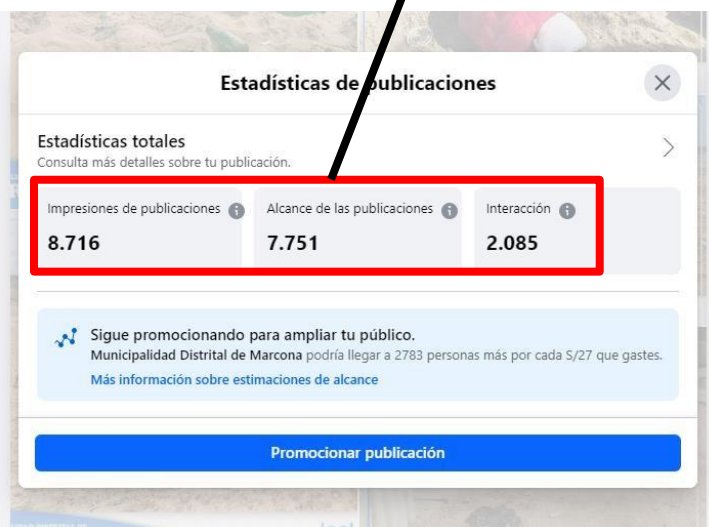 Estadísticas de publicaciones
Estadísticas totales
Consulta más detalles sobre tu publicación.
Impresiones de publicaciones
Alcance de las publicaciones
Interacción
8.716
7.751
2.085
Sigue promocionando para ampliar tu público.
Municipalidad Distrital de Marcona podría llegar a 2783 personas más por cada S/27 que gastes.
Más información sobre estimaciones de alcance
Promocionar publicación